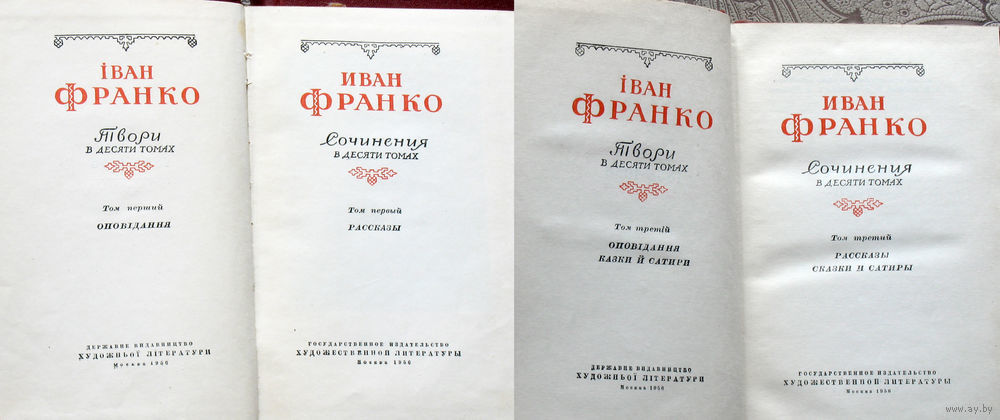 ІВАН
ФРАНКО
Твори
В ДЕСЯТИ ТОМАХ
Том перший
ОПОВІДАННЯ
ДЕРЖАВНЕ ВИДАВНИЦТВО
ХУДОЖНЬОЇ ЛІТЕРАТУРИ
Москва 1956
ИВАН
ФРАНКО
Сочинения
В ДЕСЯТИ ТОМАХ
Том первый
РАССКАЗЫ
ГОСУДАРСТВЕННОЕ ИЗДАТЕЛЬСТВО
ХУДОЖЕСТВЕННОЙ ЛИТЕРАТУРЫ
Москва 1956
ІВАН
ФРАНКО
Твори
В ДЕСЯТИ ТОМАХ
Том третій
ОПОВІДАННЯ
КАЗКИ Й САТИРИ
ДЕРЖАВНЕ ВИДАВНИЦТВО
ХУДОЖНЬОЇ ЛІТЕРАТУРИ
Москва 1956
ИВАН
ФРАНКО
Сочинения
В ДЕСЯТИ ТОМАХ
Том третий
РАССКАЗЫ
СКАЗКИ И САТИРЫ
ГОСУДАРСТВЕННОЕ ИЗДАТЕЛЬСТВО
ХУДОЖЕСТВЕННОЙ ЛИТЕРАТУРЫ
Москва 1956
www.ay.by